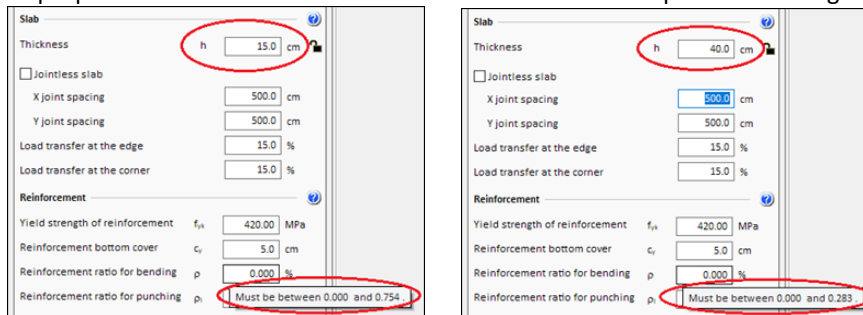 Slab
Thickness h 15.0 cm
Jointless slab
X joint spacing 500.0 cm
Y joint spacing 500.0 cm
Load transfer at the edge 15.0 %
Load transfer at the corner 15.0 %
Reinforcement
Yield strength of reinforcement fyk 420.00 MPa
Reinforcement bottom cover cy 5.0 cm
Reinforcement ratio for bending ρ 0.000 %
Reinforcement ratio for punching ρl Must be between 0.000 and 0.754 .
Slab
Thickness h 40.0 cm
Jointless slab
X joint spacing 500.0 cm
Y joint spacing 500.0 cm
Load transfer at the edge 15.0 %
Load transfer at the corner 15.0 %
Reinforcement
Yield strength of reinforcement fyk 420.00 MPa
Reinforcement bottom cover cy 5.0 cm
Reinforcement ratio for bending ρ 0.000 %
Reinforcement ratio for punching ρl Must be between 0.000 and 0.283 .